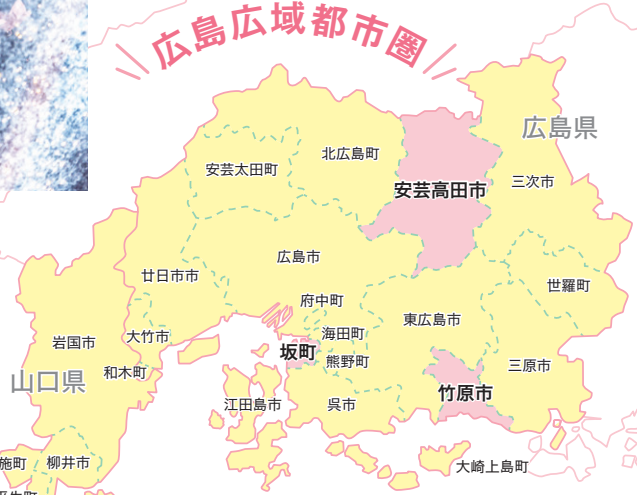 広島広域都市圏
広島県
北広島町
安芸太田町
安芸高田市
三次市
広島市
廿日市市
世羅町
府中町
東広島市
海田町
大竹市
岩国市
坂町
熊野町
三原市
和木町
山口県
竹原市
江田島市
呉市
柳井市
施町
大崎上島町